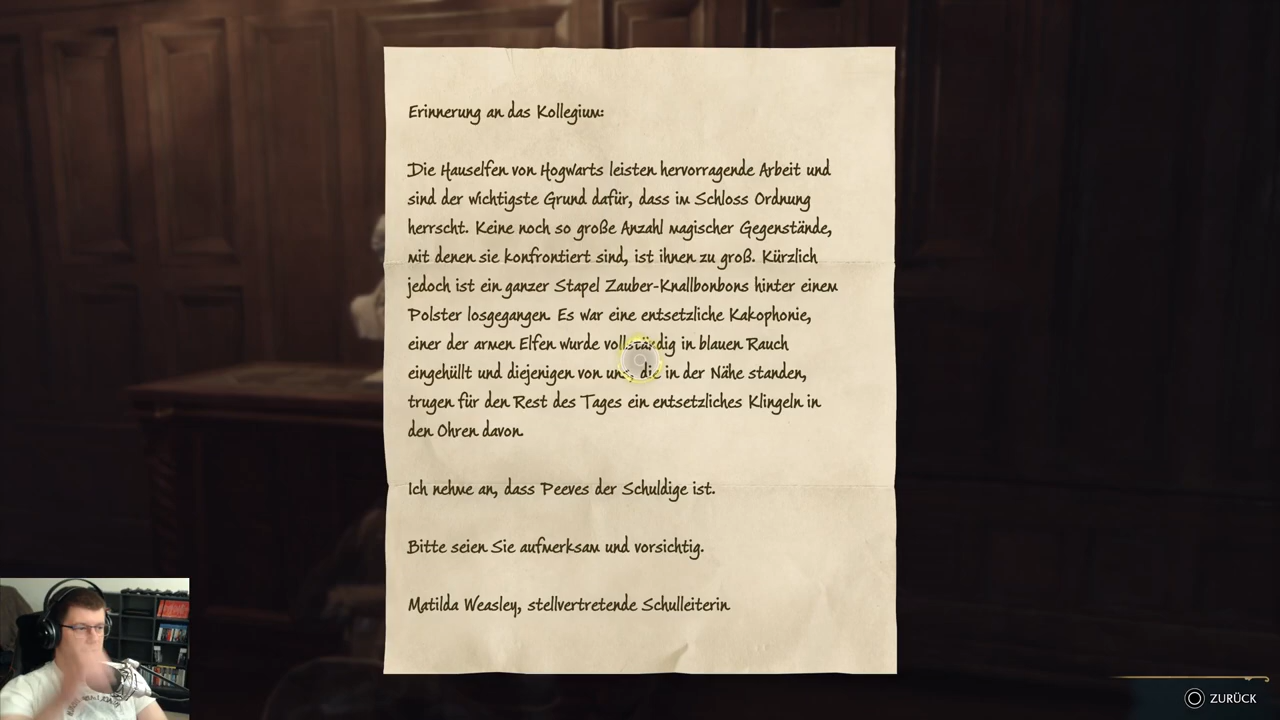 Erinnerung an das Kollegium:
Die Hauselfen von Hogwarts leisten hervorragende Arbeit und
sind der wichtigste Grund dafür, dass im Schloss Ordnung
herrscht. Keine noch so große Anzahl magischer Gegenstände,
mit denen sie konfrontiert sind, ist ihnen zu groß. Kürzlich
jedoch ist ein ganzer Stapel Zauber-Knallbonbons hinter einem
Polster losgegangen. Es war eine entsetzliche Kakophonie,
einer der armen Elfen wurde vollständig in blauen Rauch
eingehüllt und diejenigen von uns, die in der Nähe standen,
trugen für den Rest des Tages ein entsetzliches Klingeln in
den Ohren davon.
Ich nehme an, dass Peeves der Schuldige ist.
Bitte seien Sie aufmerksam und vorsichtig.
Matilda Weasley, stellvertretende Schulleiterin
ZURÜCK